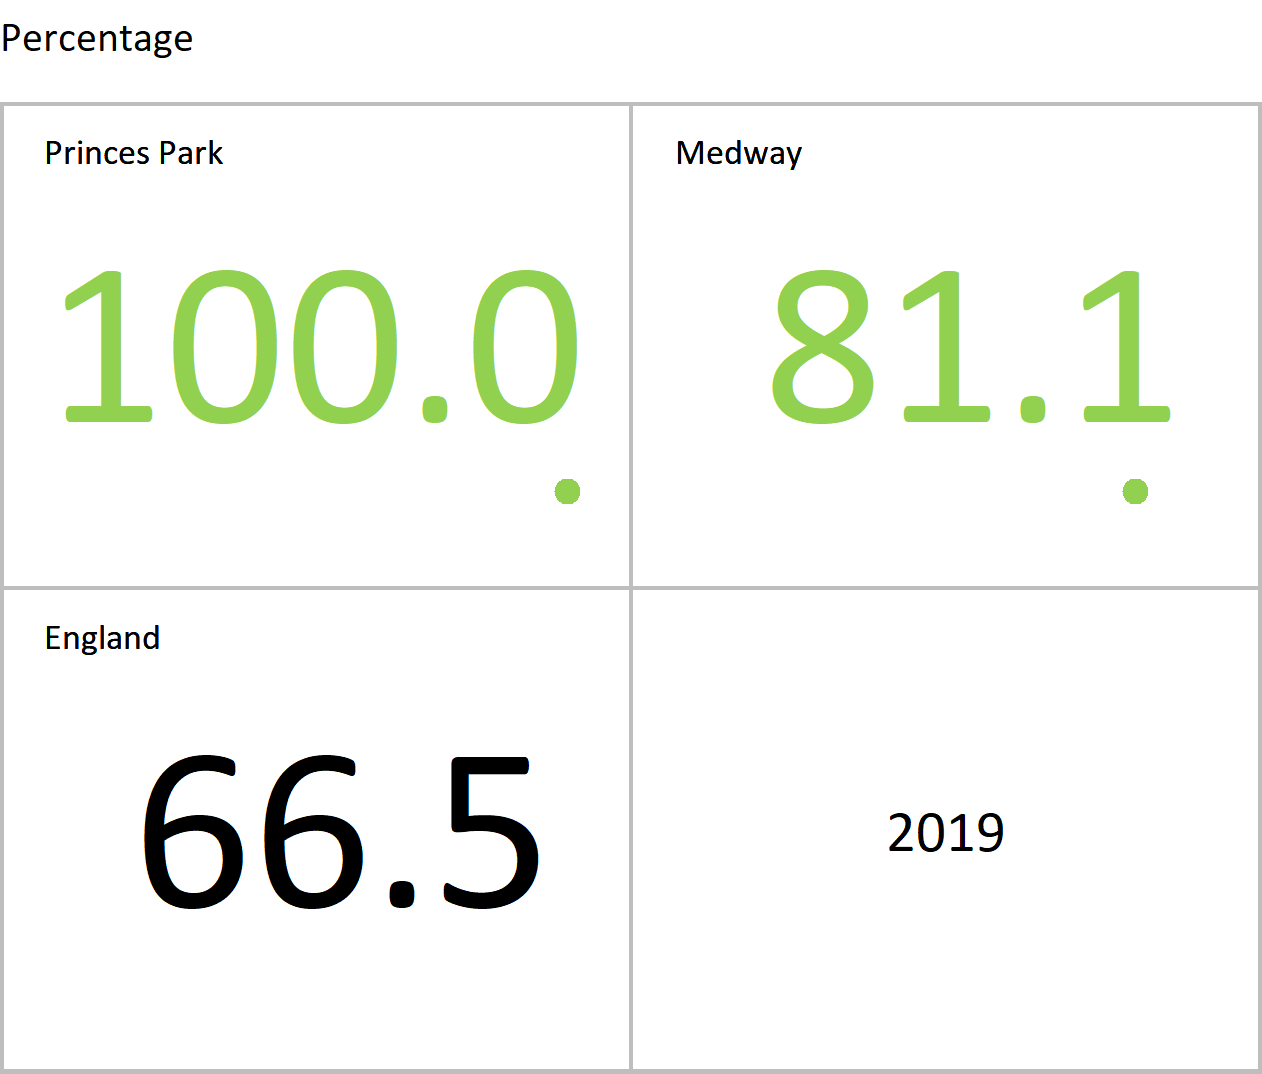 Percentage
Princes Park
Medway
100.0
81.1
England
66.5
2019